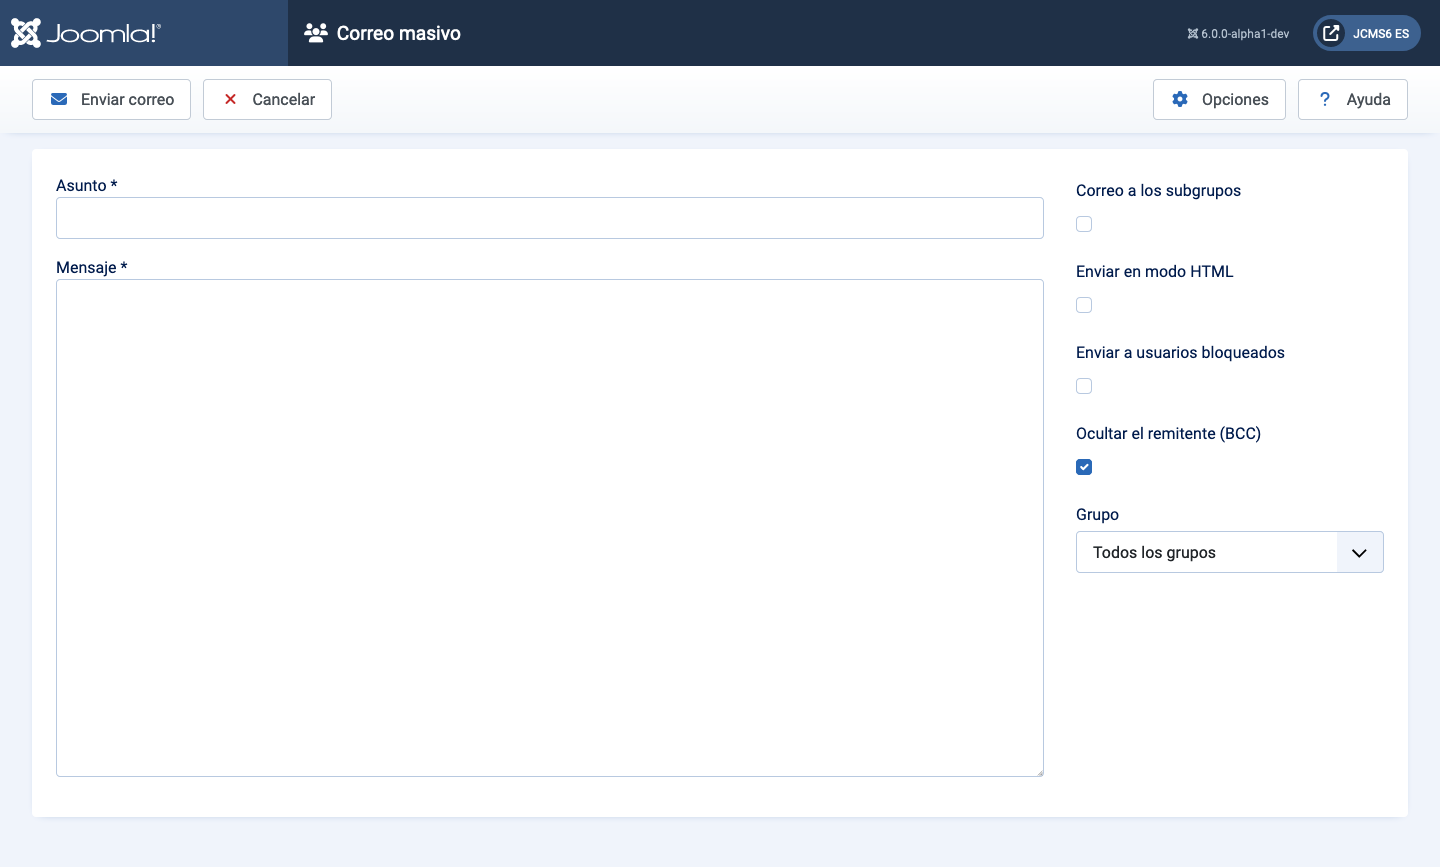 Joomla!®
Correo masivo
6.0.0-alpha1-dev
JCMS6 ES
Enviar correo
Cancelar
Opciones
? Ayuda
Asunto *
Correo a los subgrupos
Mensaje *
Enviar en modo HTML
Enviar a usuarios bloqueados
Ocultar el remitente (BCC)
Grupo
Todos los grupos